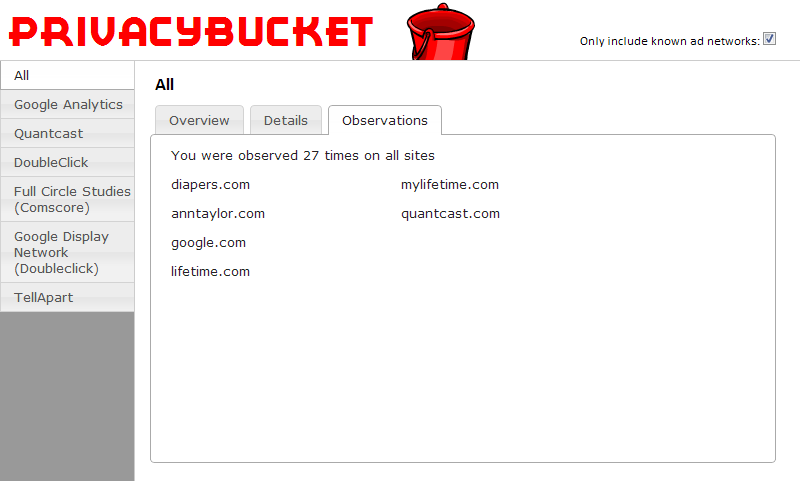 PRIVACYBUCKET
Only include known ad networks:
All
Google Analytics
Quantcast
DoubleClick
Full Circle Studies
(Comscore)
Google Display
Network
(Doubleclick)
TellApart
All
Overview
Details
Observations
You were observed 27 times on all sites
diapers.com
mylifetime.com
anntaylor.com
quantcast.com
google.com
lifetime.com